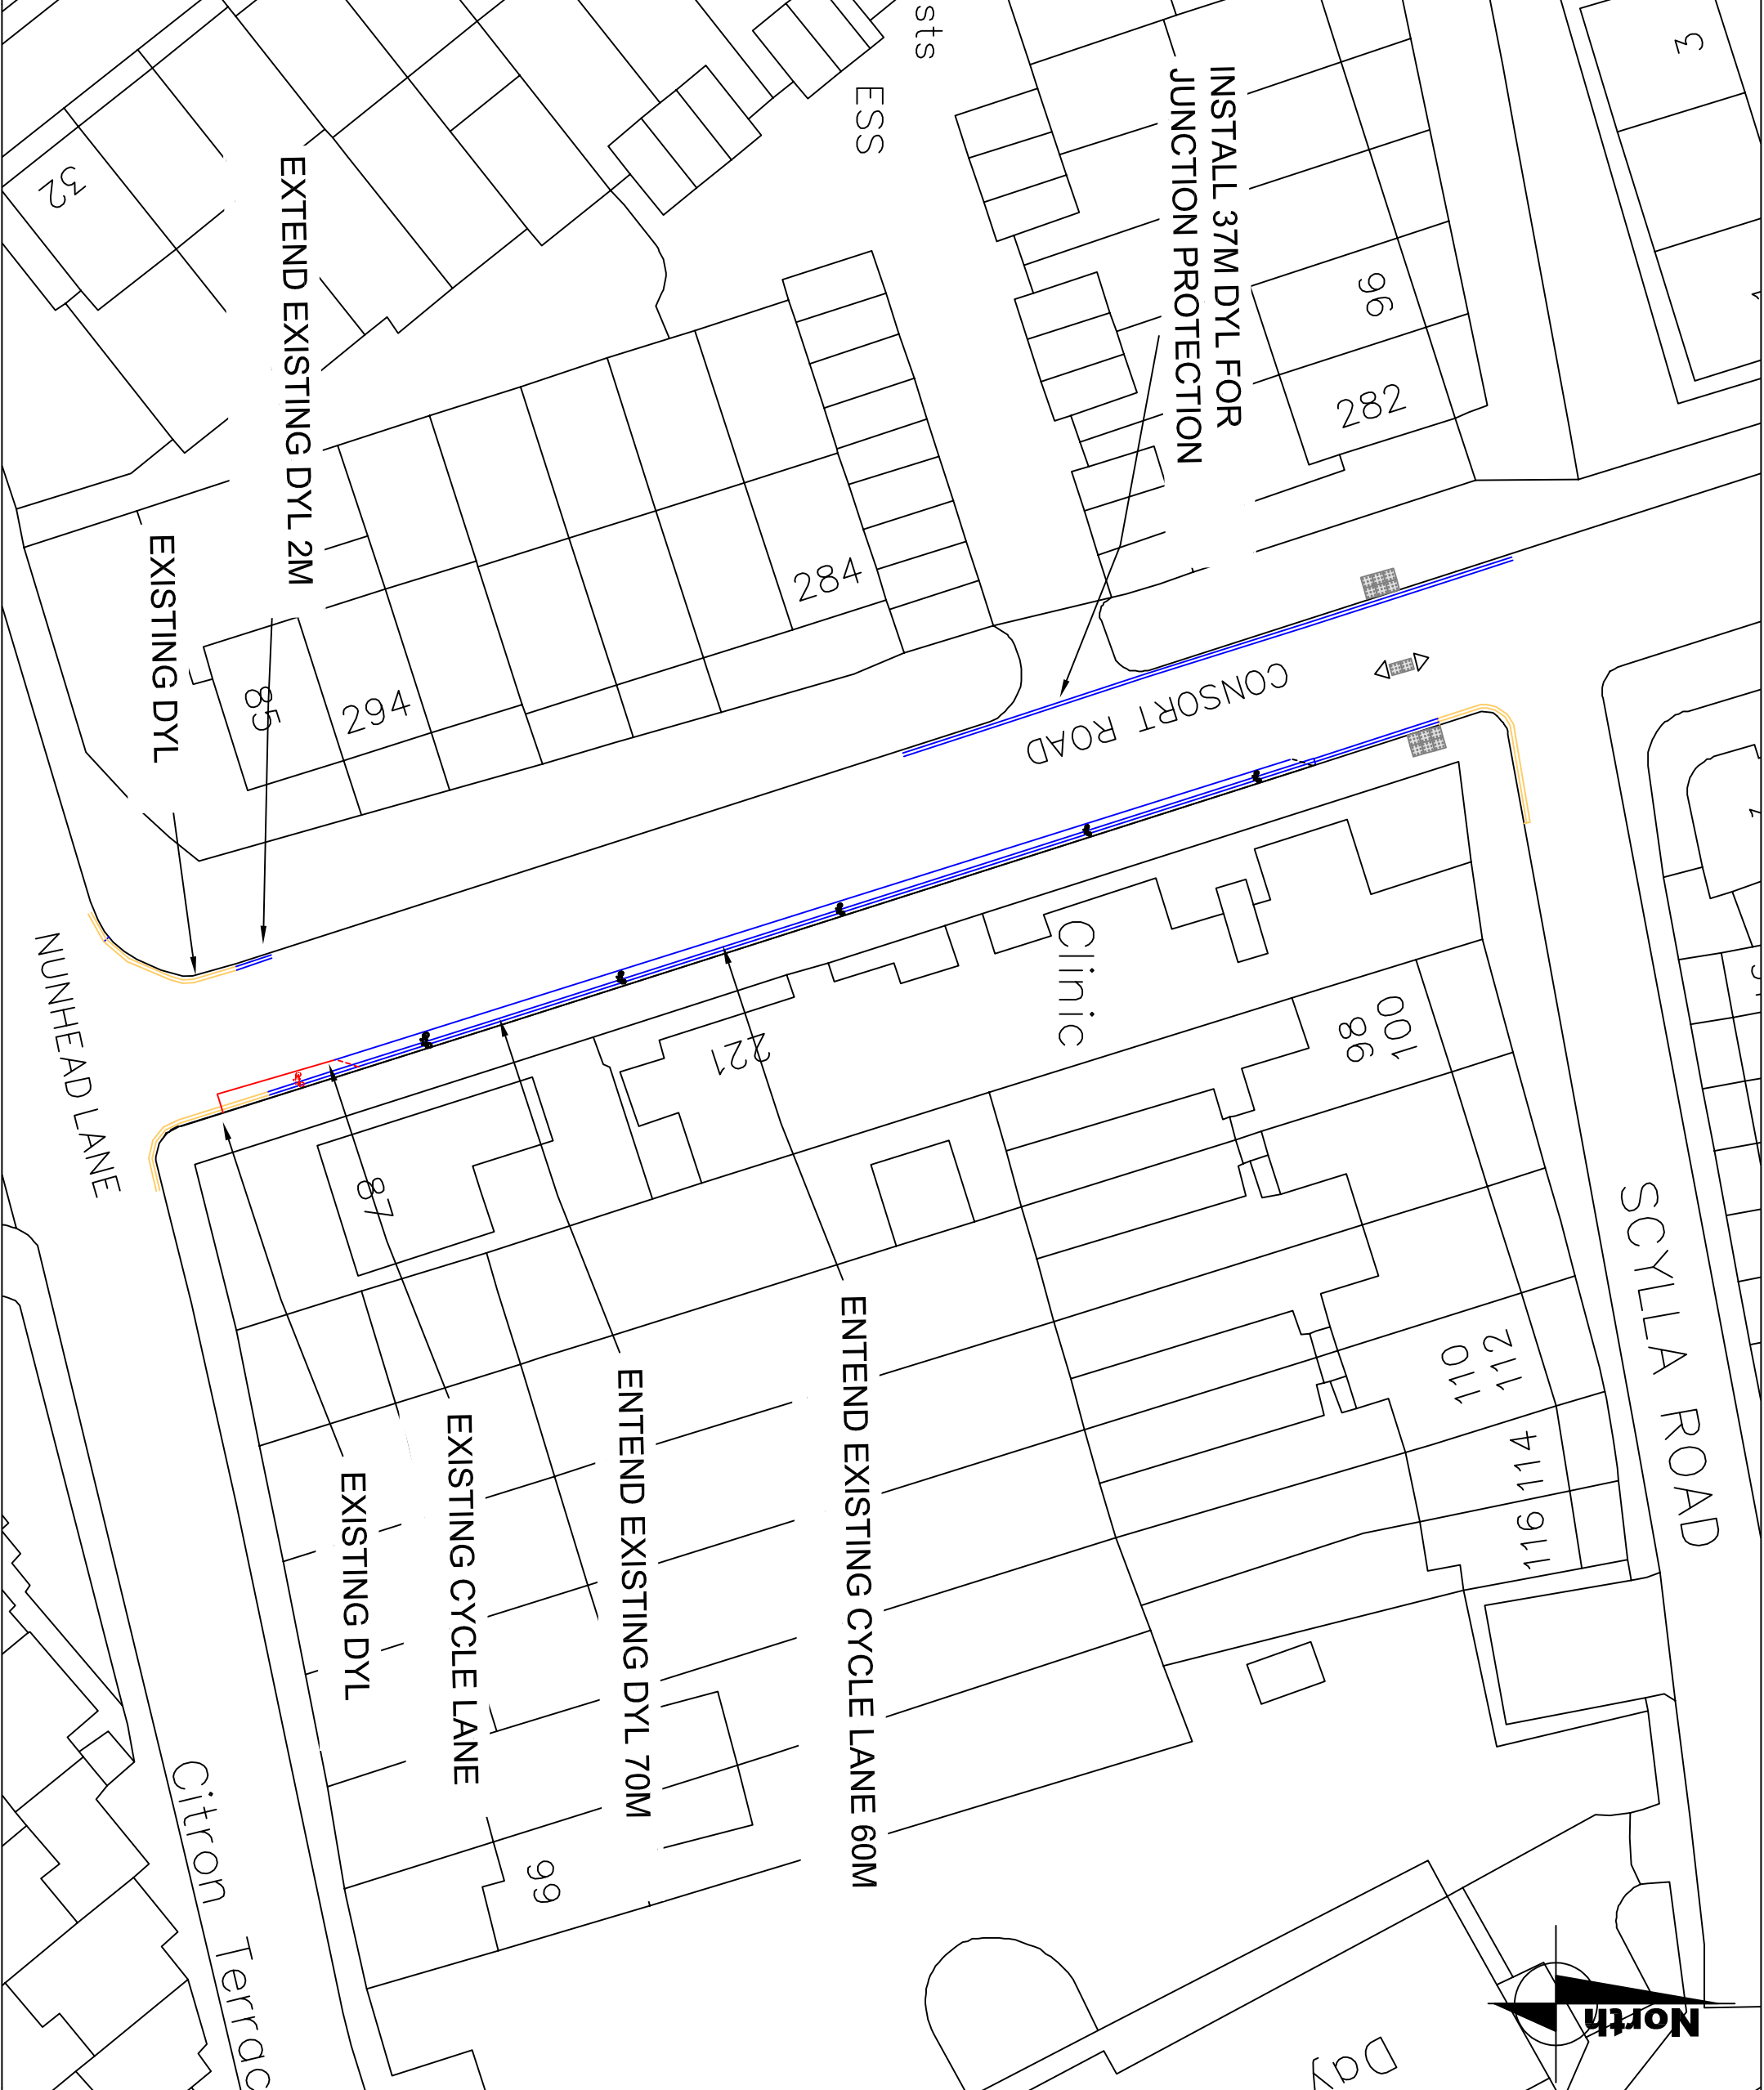 sts
ESS
3
32
INSTALL 37M DYL FOR
JUNCTION PROTECTION
96
282
EXTEND EXISTING DYL 2M
EXISTING DYL
284
294
85
CONSORT ROAD
NUNHEAD LANE
Clinic
221
87
98
100
SCYLLA ROAD
110
112
114
116
ENTEND EXISTING CYCLE LANE 60M
ENTEND EXISTING DYL 70M
EXISTING CYCLE LANE
EXISTING DYL
99
Citron Terrac
Day
North